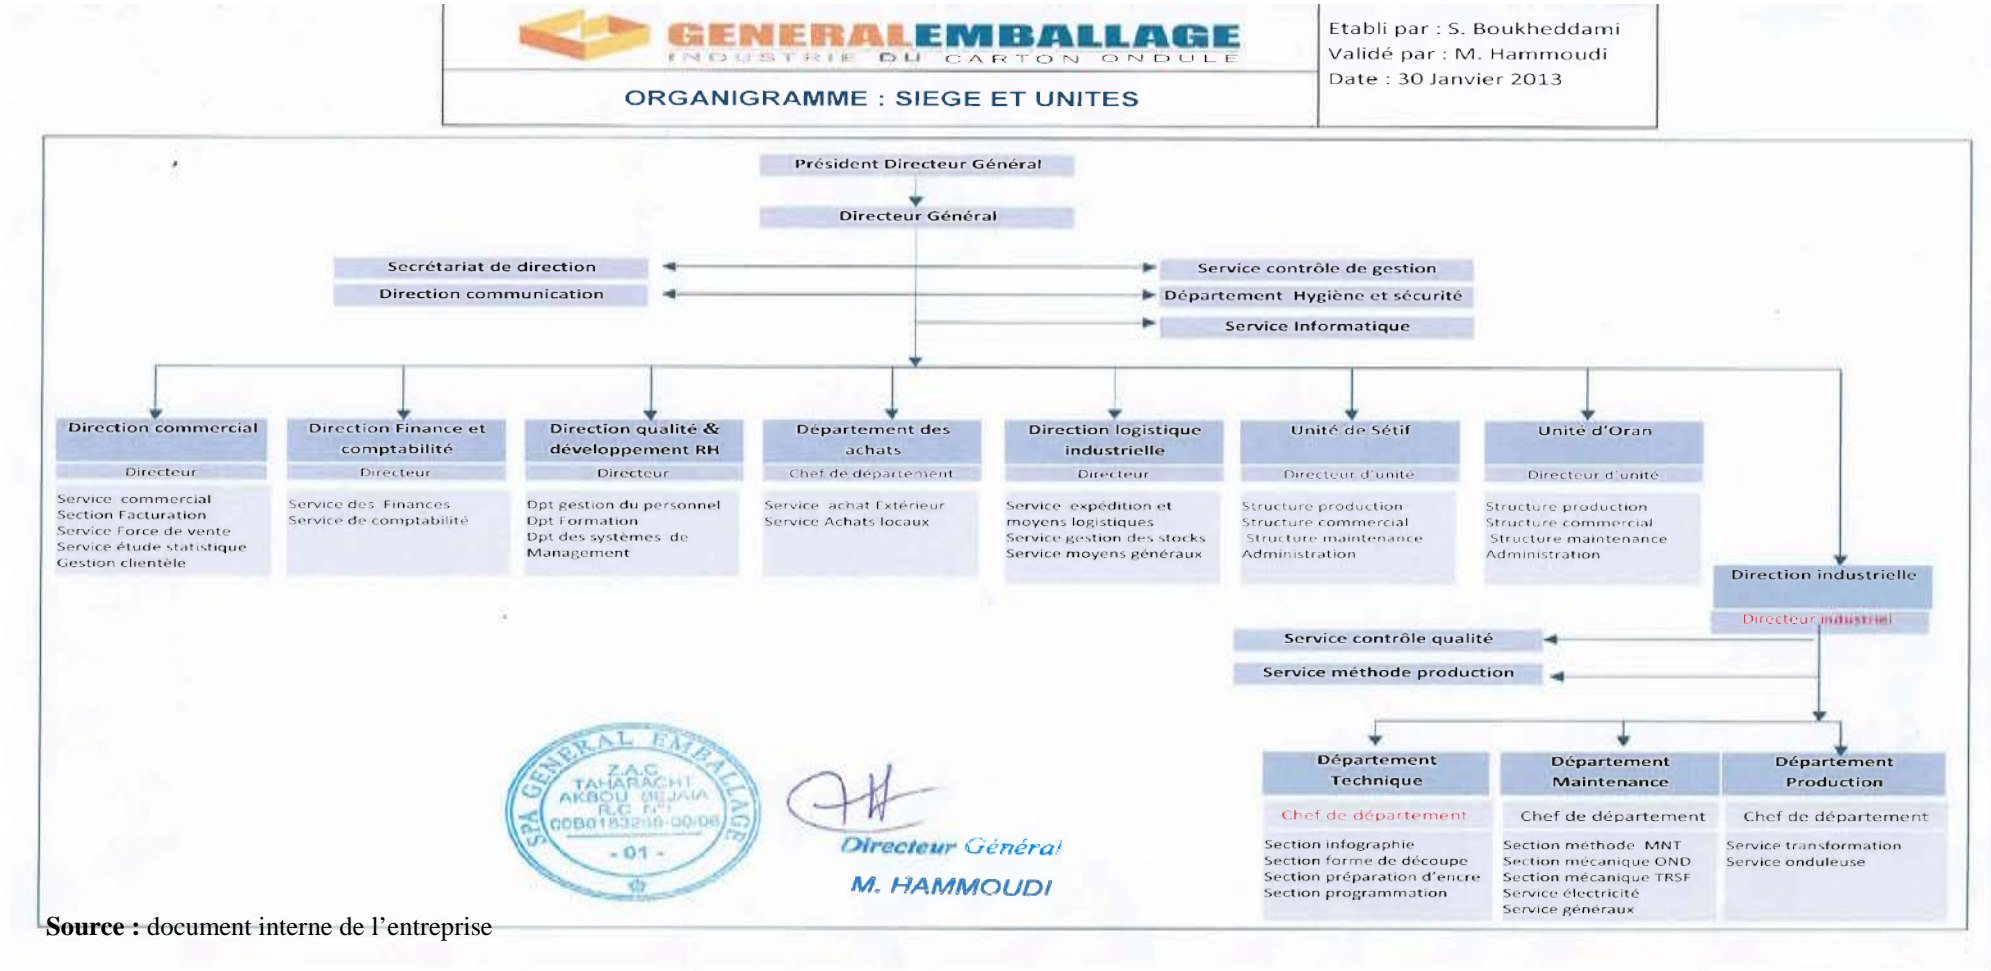 GENERALEMBALLAGE
INDUSTRIE DU CARTON ONDULE
ORGANIGRAMME : SIEGE ET UNITES
Etabli par : S. Boukheddami
Validé par : M. Hammoudi
Date : 30 Janvier 2013
Président Directeur Général
Directeur Général
Secrétariat de direction
Direction communication
Service contrôle de gestion
Département Hygiène et sécurité
Service Informatique
Direction commercial
Directeur
Service commercial
Section Facturation
Service Force de vente
Service étude statistique
Gestion clientèle
Direction Finance et
comptabilité
Directeur
Service des Finances
Service de comptabilité
Direction qualité &
développement RH
Directeur
Dpt gestion du personnel
Dpt Formation
Dpt des systèmes de
Management
Département des
achats
Chef de département
Service achat Extérieur
Service Achats locaux
Direction logistique
industrielle
Directeur
Service expédition et
moyens logistiques
Service gestion des stocks
Service moyens généraux
Unité de Sétif
Directeur d'unité
Structure production
Structure commercial
Structure maintenance
Administration
Unité d'Oran
Directeur d'unité
Structure production
Structure commercial
Structure maintenance
Administration
Direction industrielle
Directeur industriel
Service contrôle qualité
Service méthode production
Département
Technique
Chef de département
Section infographie
Section forme de découpe
Section préparation d'encre
Section programmation
Département
Maintenance
Chef de département
Section méthode MNT
Section mécanique OND
Section mécanique TRSF
Service électricité
Service généraux
Département
Production
Chef de département
Service transformation
Service onduleuse
SPA GENERAL EMBALLAGE
Z.A.C
TAHARACHT
AKBOU BEJAIA
R.C N°
- 01 -
Directeur Général
M. HAMMOUDI
Source : document interne de l'entreprise